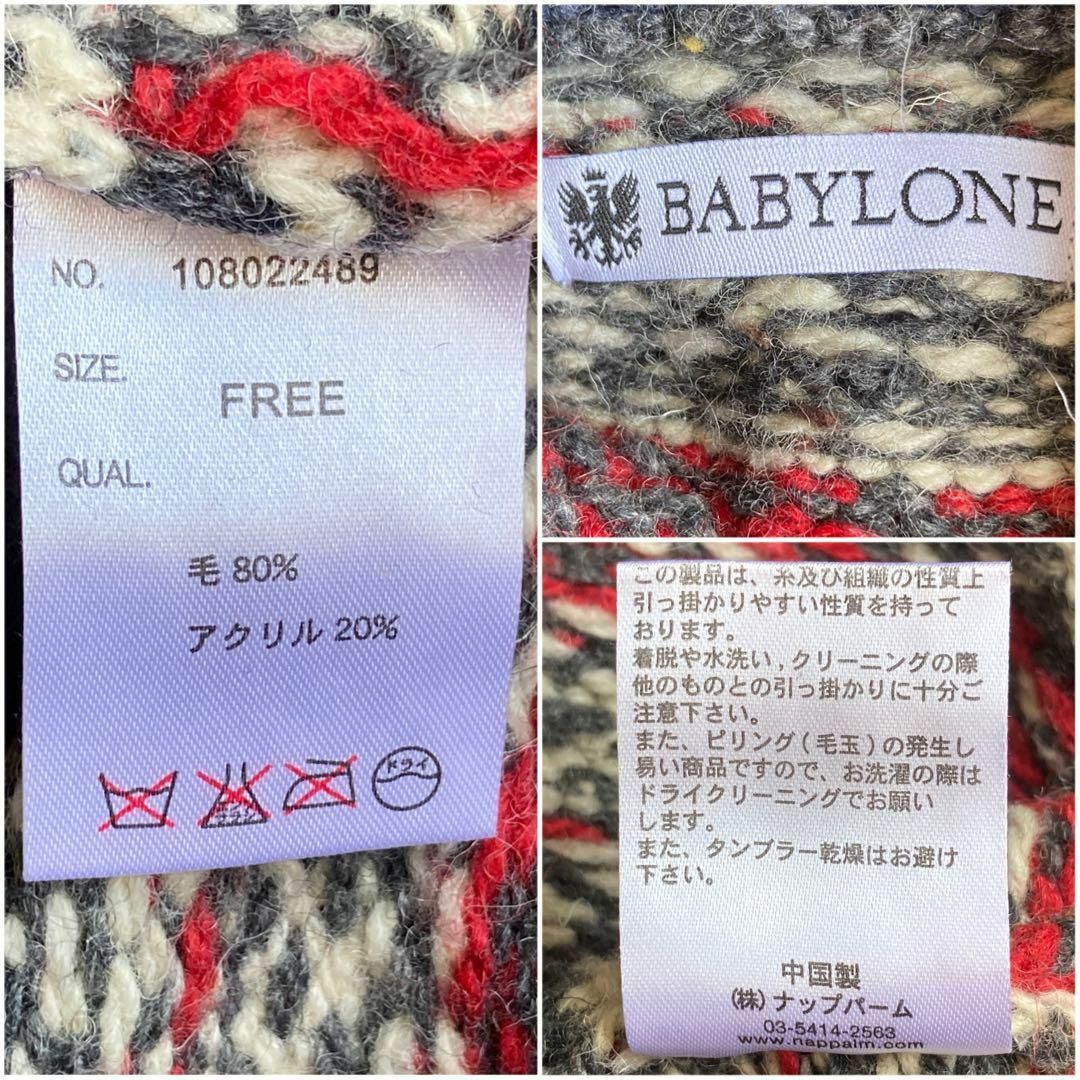 NO. 108022489
SIZE.
FREE
QUAL.
毛 80%
アクリル 20%
エンソ サラシ
ドライ
BABYLONE
この製品は、糸及び組織の性質上
引っ掛かりやすい性質を持って
おります。
着脱や水洗い,クリーニングの際
他のものとの引っ掛かりに十分ご
注意下さい。
また、ピリング(毛玉)の発生し
易い商品ですので、お洗濯の際は
ドライクリーニングでお願い
します。
また、タンブラー乾燥はお避け
下さい。
中国製
(株)ナップパーム
03-5414-2563
www.nappalm.com